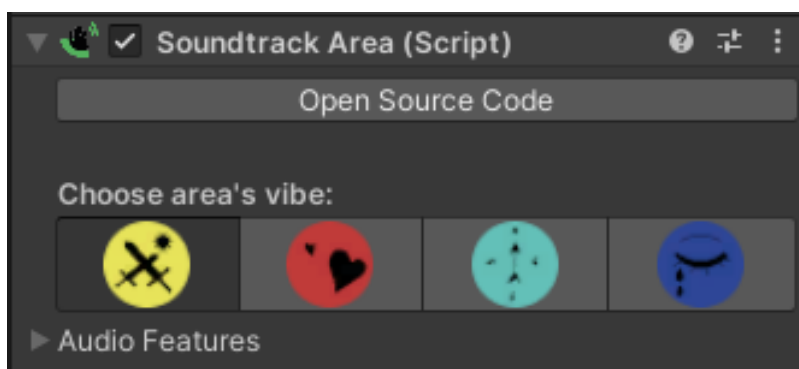 Soundtrack Area (Script)
Open Source Code
Choose area's vibe:
Audio Features